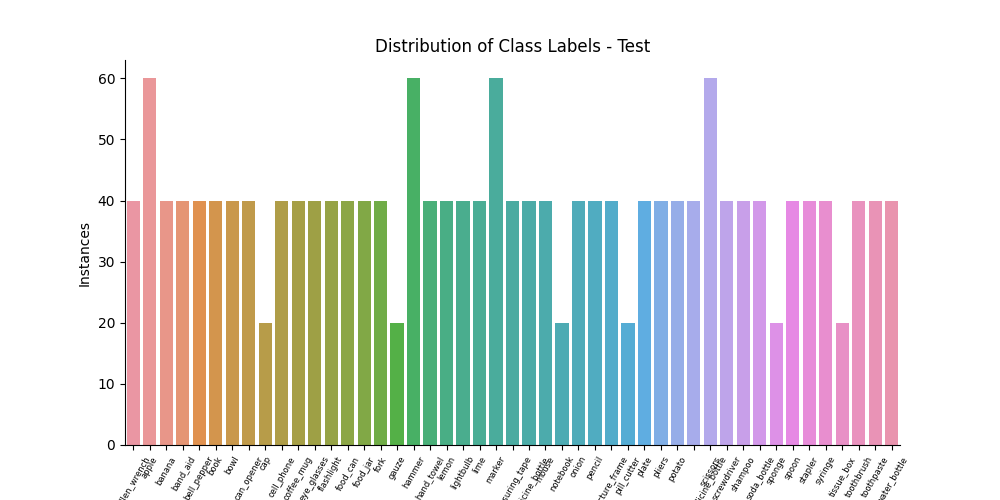 Distribution of Class Labels - Test
Instances
60
50
40
30
20
10
0
apple
banana
band_aid
bell_pepper
book
bowl
can_opener
cap
cell_phone
coffee_mug
eye_glasses
flashlight
food_can
food_jar
fork
gauze
hammer
hand_towel
lemon
lightbulb
lime
marker
notebook
onion
pencil
pill_cutter
plate
pliers
potato
scissors
screwdriver
shampoo
soda_bottle
sponge
spoon
stapler
syringe
tissue_box
toothbrush
toothpaste